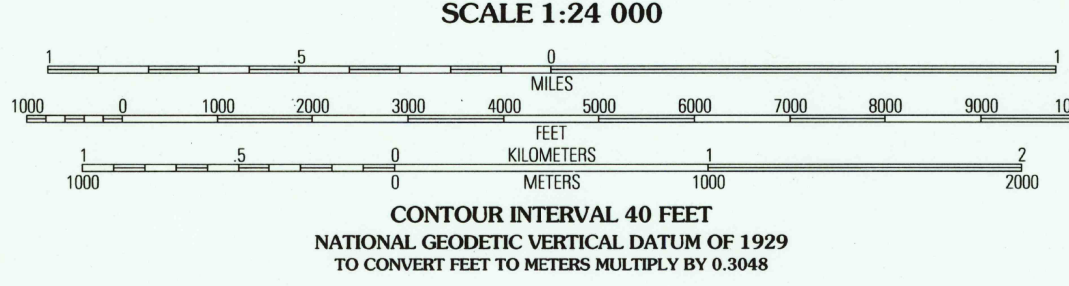 SCALE 1:24 000
1 .5 0 1
MILES
1000 0 1000 2000 3000 4000 5000 6000 7000 8000 9000 10
FEET
1 .5 0 KILOMETERS 1 2
1000 0 METERS 1000 2000
CONTOUR INTERVAL 40 FEET
NATIONAL GEODETIC VERTICAL DATUM OF 1929
TO CONVERT FEET TO METERS MULTIPLY BY 0.3048